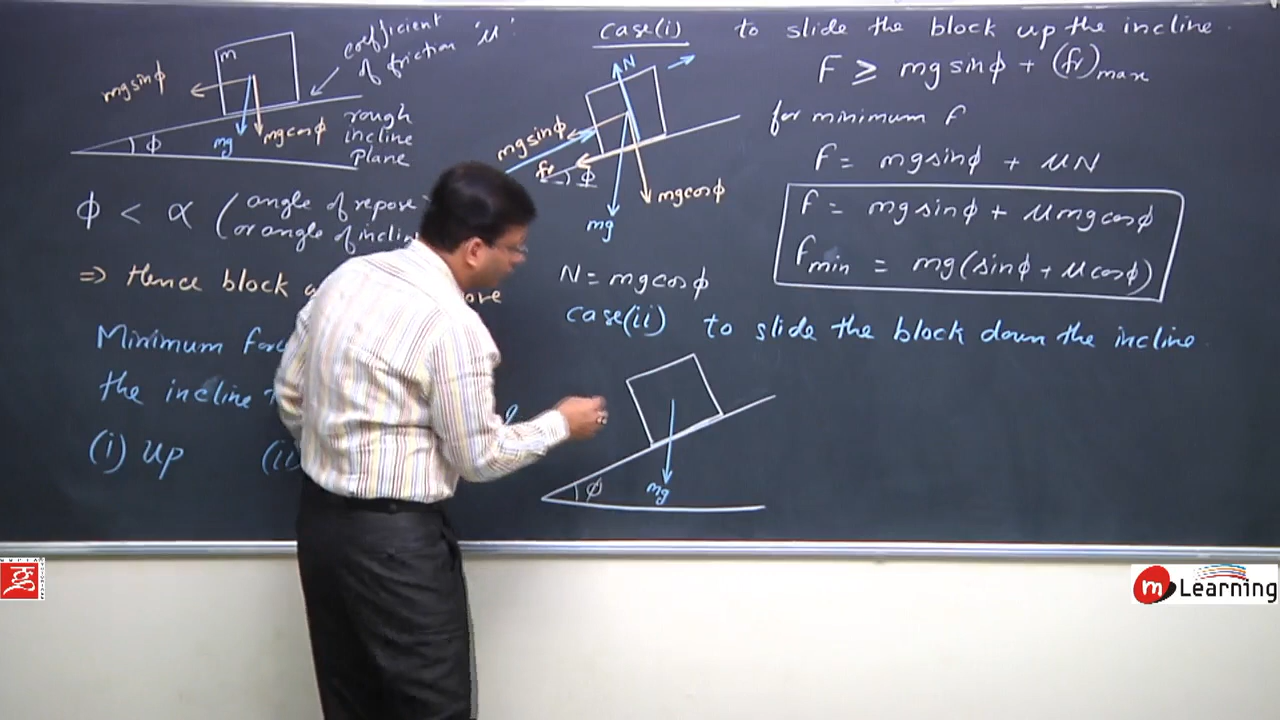 m
mgsinϕ
mg
mgcosϕ
ϕ
coefficient
of friction 'μ'
rough
incline
plane
ϕ < α (angle of repose
or angle of inclin
⇒ Hence block
Minimum for
the incline
(i) Up (ii
case(i) to slide the block up the incline.
N
mgsinϕ
fr
ϕ
mgcosϕ
mg
N = mgcosϕ
F ≥ mgsinϕ + (fr)max
for minimum F
F = mgsinϕ + μN
F = mgsinϕ + μmgcosϕ
Fmin = mg(sinϕ + μcosϕ)
case(ii) to slide the block down the incline.
ϕ
mg
m Learning